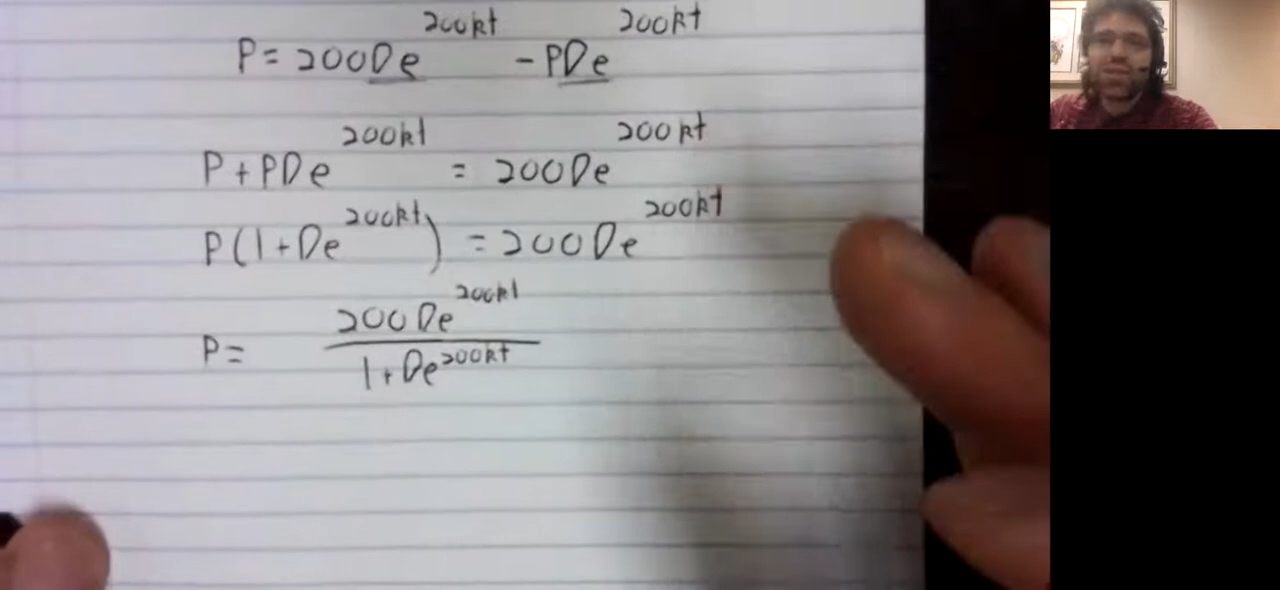 P = 200De^200kt - PDe^200kt
P + PDe^200kt = 200De^200kt
P(1 + De^200kt) = 200De^200kt
P = 200De^200kt / 1 + De^200kt